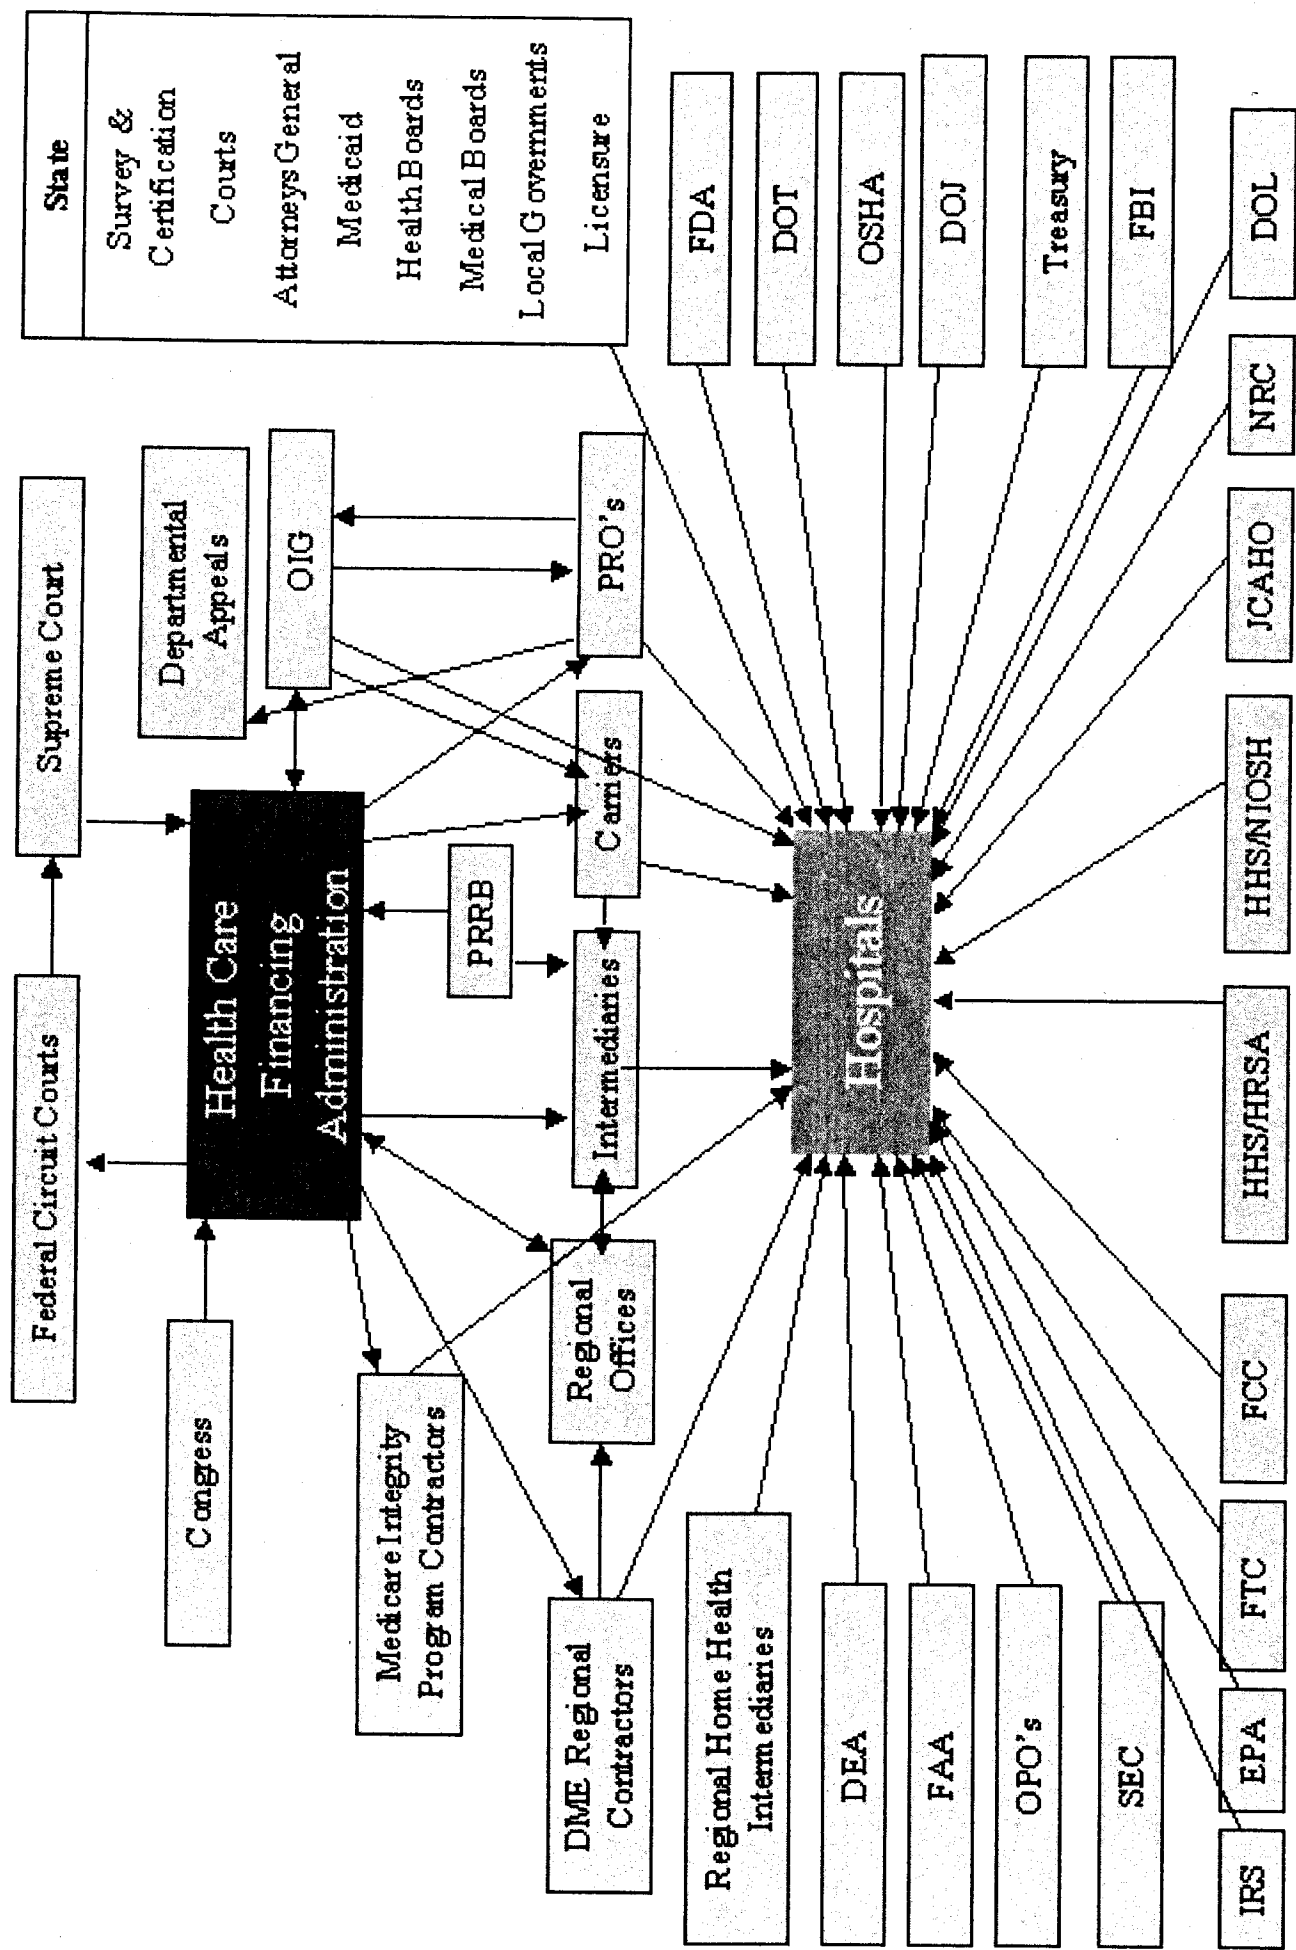 Federal Circuit Courts
Supreme Court
State
Congress
Health Care
Financing
Administration
Departmental
Appeals
Survey &
Certification
Courts
Attorneys General
Medicaid
Health Boards
Medical Boards
Local Governments
Licensure
OIG
Medicare Integrity
Program Contractors
PRRB
DME Regional
Contractors
Regional
Offices
Intermediaries
Carriers
PRO's
Regional Home Health
Intermediaries
Hospitals
FDA
DOT
OSHA
DOJ
Treasury
FBI
DEA
FAA
OPO's
SEC
IRS
EPA
FTC
FCC
HHS/HRSA
HHS/NIOSH
JCAHO
NRC
DOL